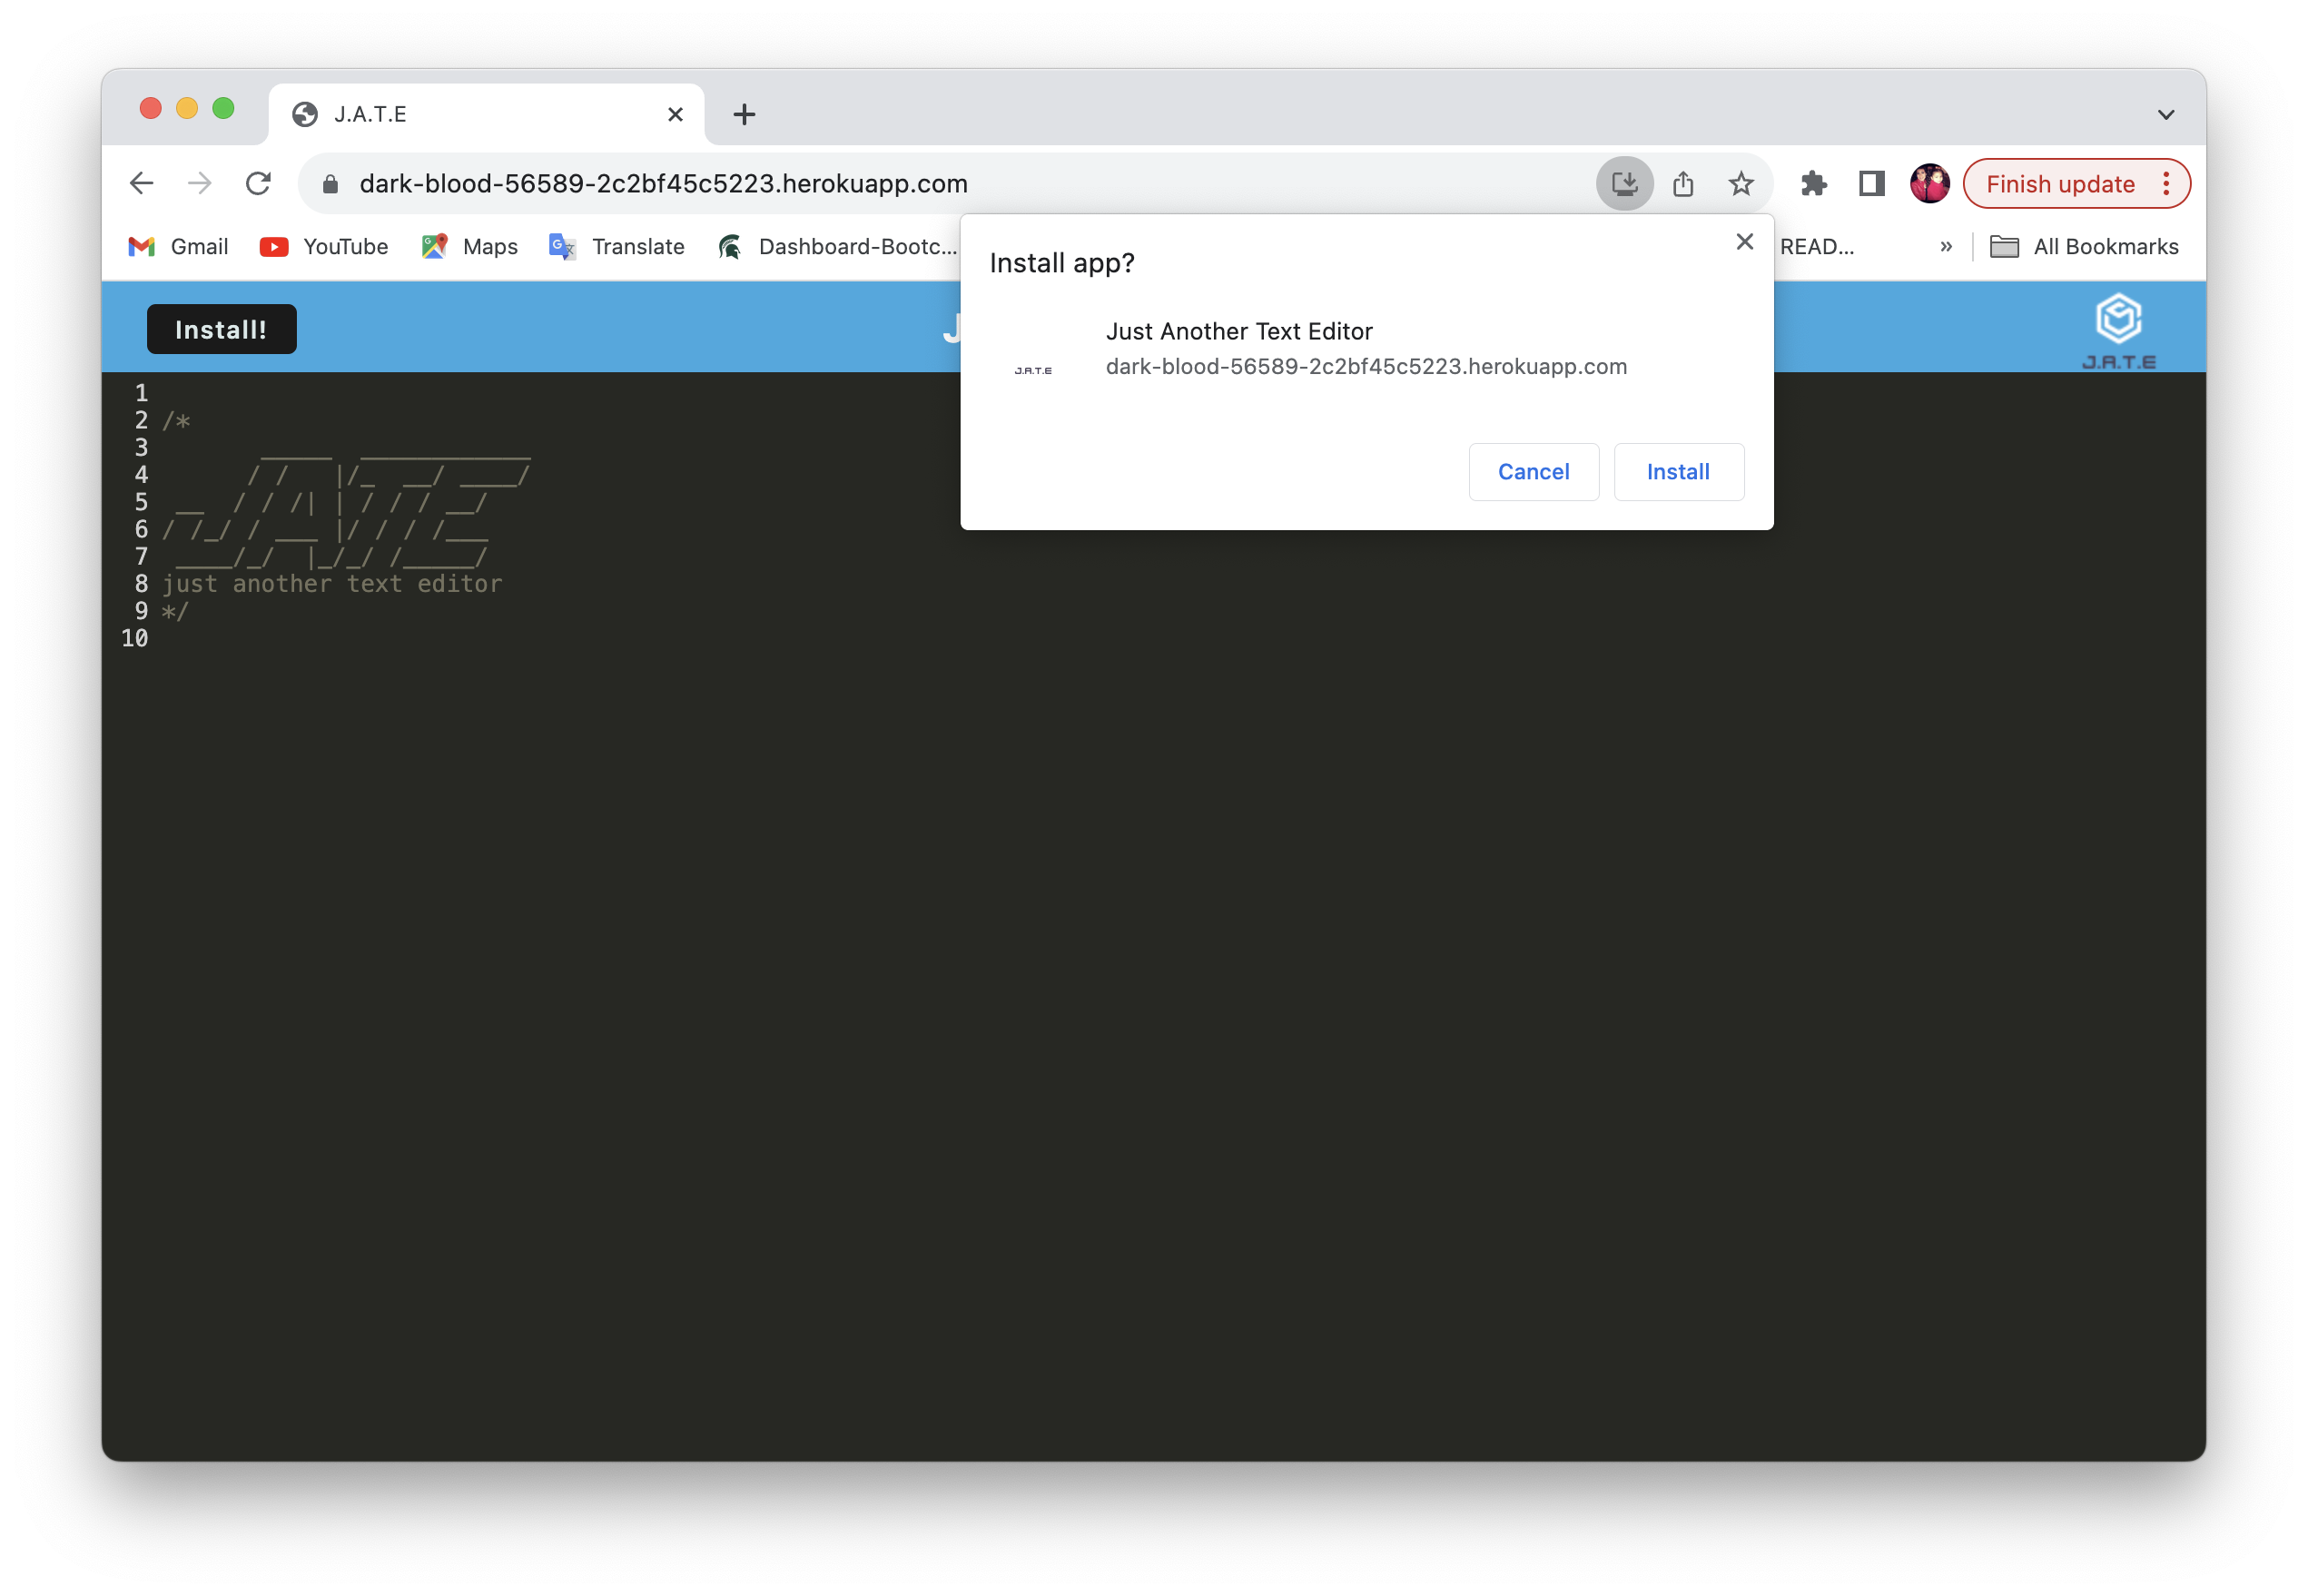 J.A.T.E
dark-blood-56589-2c2bf45c5223.herokuapp.com
Finish update
Gmail
YouTube
Maps
Translate
Dashboard-Bootc...
READ...
»
All Bookmarks
Install app?
Just Another Text Editor
dark-blood-56589-2c2bf45c5223.herokuapp.com
J.A.T.E
Cancel
Install
Install!
J
J.A.T.E
1
2 /*
3
4
5
6
7
JATE
8 just another text editor
9 */
10